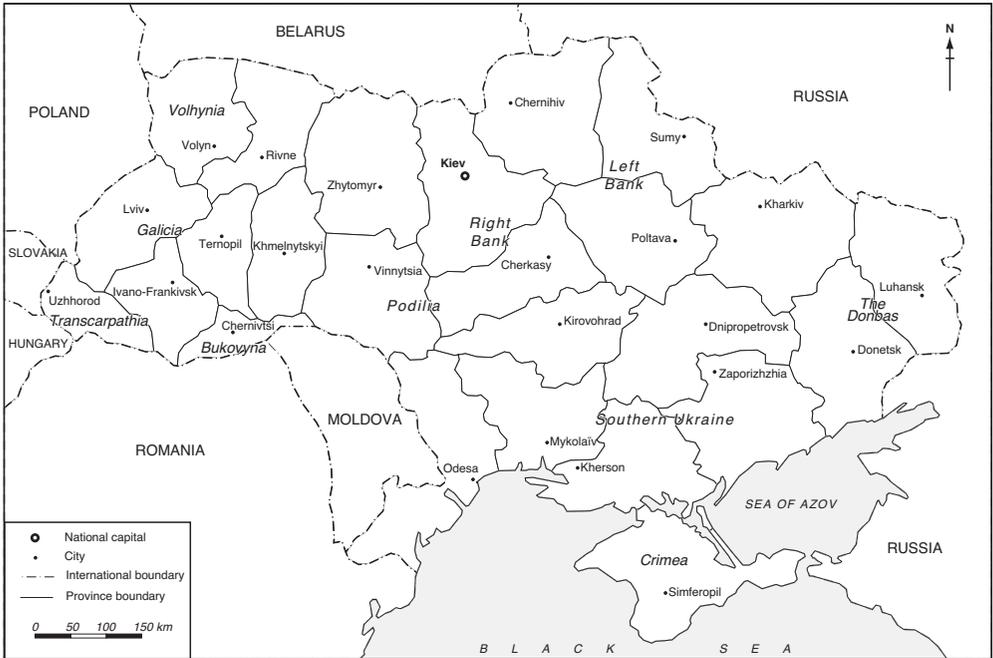 BELARUS
N
POLAND
RUSSIA
Volhynia
Chernihiv
Sumy
Volyn
Rivne
Kiev
Left
Bank
Zhytomyr
Kharkiv
Lviv
Galicia
Right
Bank
Poltava
Ternopil
Khmelnytskyi
SLOVAKIA
Cherkasy
Vinnytsia
Ivano-Frankivsk
Luhansk
Uzhhorod
The
Donbas
Podilia
Transcarpathia
Chernivtsi
Kirovohrad
Dnipropetrovsk
HUNGARY
Bukovyna
Donetsk
Zaporizhzhia
MOLDOVA
Southern Ukraine
ROMANIA
Mykolaïv
Odesa
Kherson
SEA OF AZOV
National capital
City
RUSSIA
Crimea
International boundary
Province boundary
Simferopil
0 50 100 150 km
BLACK SEA